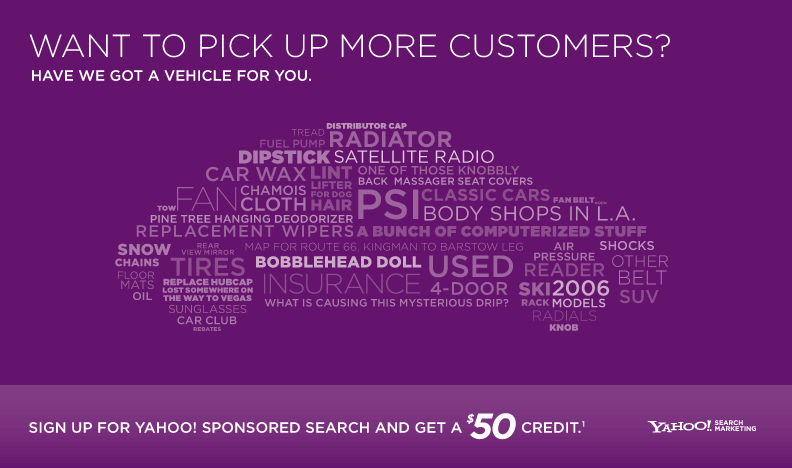 WANT TO PICK UP MORE CUSTOMERS?
HAVE WE GOT A VEHICLE FOR YOU.
DISTRIBUTOR CAP
TREAD
FUEL PUMP RADIATOR
DIPSTICK SATELLITE RADIO
CAR WAX LINT ONE OF THOSE KNOBBLY
BACK MASSAGER SEAT COVERS
FAN CHAMOIS LIFTER
CLOTH FOR DOG
HAIR
PSI CLASSIC CARS FAN BELT
TOW
BODY SHOPS IN L.A.
PINE TREE HANGING DEODORIZER
REPLACEMENT WIPERS A BUNCH OF COMPUTERIZED STUFF
SNOW
CHAINS
REAR
VIEW MIRROR
MAP FOR ROUTE 66, KINGMAN TO BARSTOW LEG
AIR
PRESSURE
READER
SHOCKS
OTHER
BELT
FLOOR
MATS
OIL
TIRES
BOBBLEHEAD DOLL USED
INSURANCE 4-DOOR
REPLACE HUBCAP
LOST SOMEWHERE ON
THE WAY TO VEGAS
SKI 2006
RACK MODELS
SUV
WHAT IS CAUSING THIS MYSTERIOUS DRIP?
SUNGLASSES
CAR CLUB
REBATES
RADIALS
KNOB
SIGN UP FOR YAHOO! SPONSORED SEARCH AND GET A $50 CREDIT.1
YAHOO! SEARCH
MARKETING